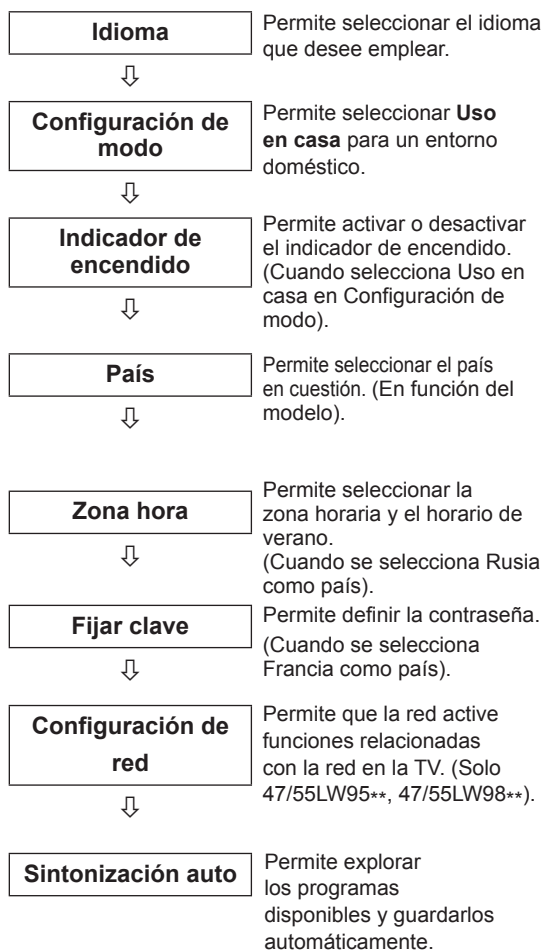 Idioma
Permite seleccionar el idioma
que desee emplear.
⇩
Configuración de
modo
Permite seleccionar Uso
en casa para un entorno
doméstico.
⇩
Indicador de
encendido
Permite activar o desactivar
el indicador de encendido.
(Cuando selecciona Uso en
casa en Configuración de
modo).
⇩
País
Permite seleccionar el país
en cuestión. (En función del
modelo).
⇩
Zona hora
Permite seleccionar la
zona horaria y el horario de
verano.
(Cuando se selecciona Rusia
como país).
⇩
Fijar clave
Permite definir la contraseña.
(Cuando se selecciona
Francia como país).
⇩
Configuración de
red
Permite que la red active
funciones relacionadas
con la red en la TV. (Solo
47/55LW95**, 47/55LW98**).
⇩
Sintonización auto
Permite explorar
los programas
disponibles y guardarlos
automáticamente.